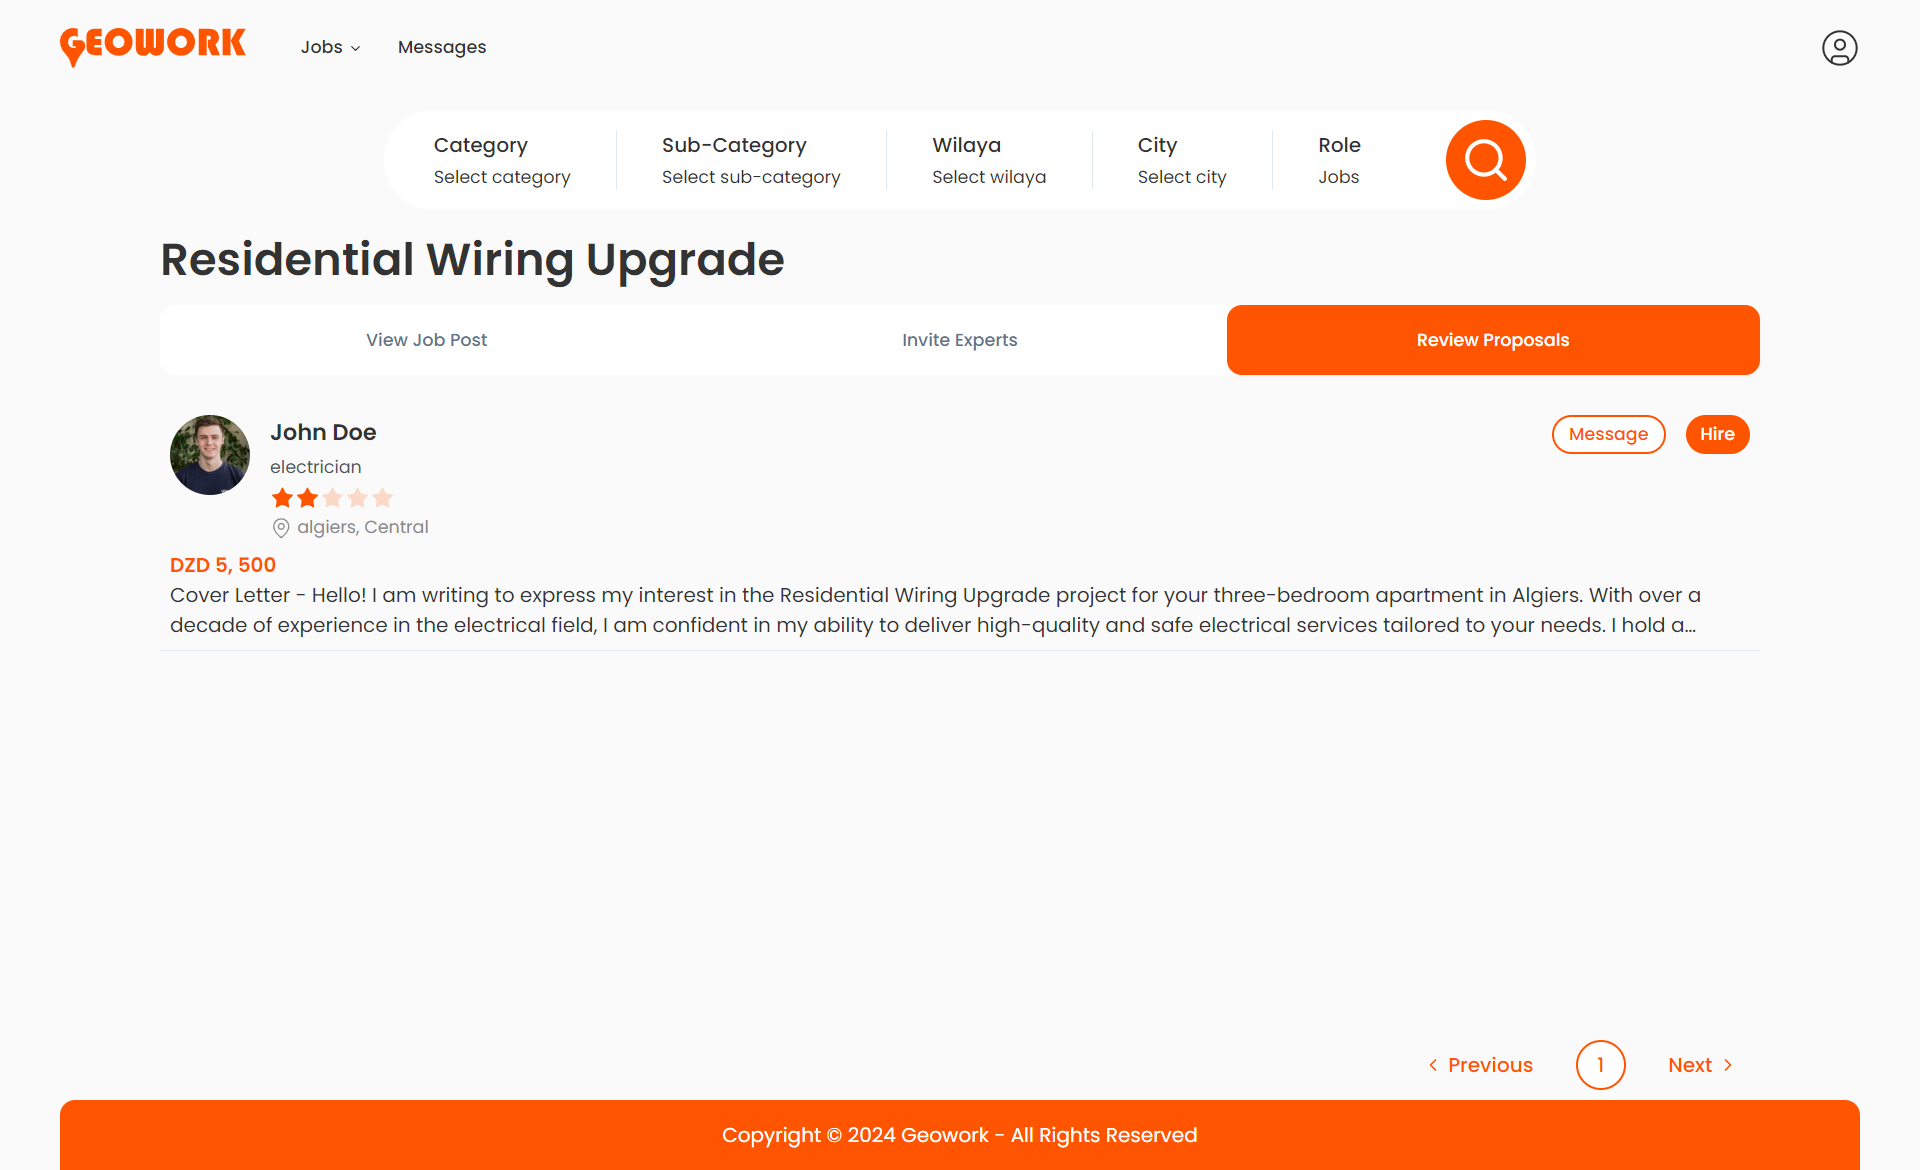 GEOWORK
Jobs
Messages
Category
Select category
Sub-Category
Select sub-category
Wilaya
Select wilaya
City
Select city
Role
Jobs
Residential Wiring Upgrade
View Job Post
Invite Experts
Review Proposals
John Doe
electrician
algiers, Central
Message
Hire
DZD 5, 500
Cover Letter - Hello! I am writing to express my interest in the Residential Wiring Upgrade project for your three-bedroom apartment in Algiers. With over a
decade of experience in the electrical field, I am confident in my ability to deliver high-quality and safe electrical services tailored to your needs. I hold a...
Previous
1
Next
Copyright © 2024 Geowork - All Rights Reserved